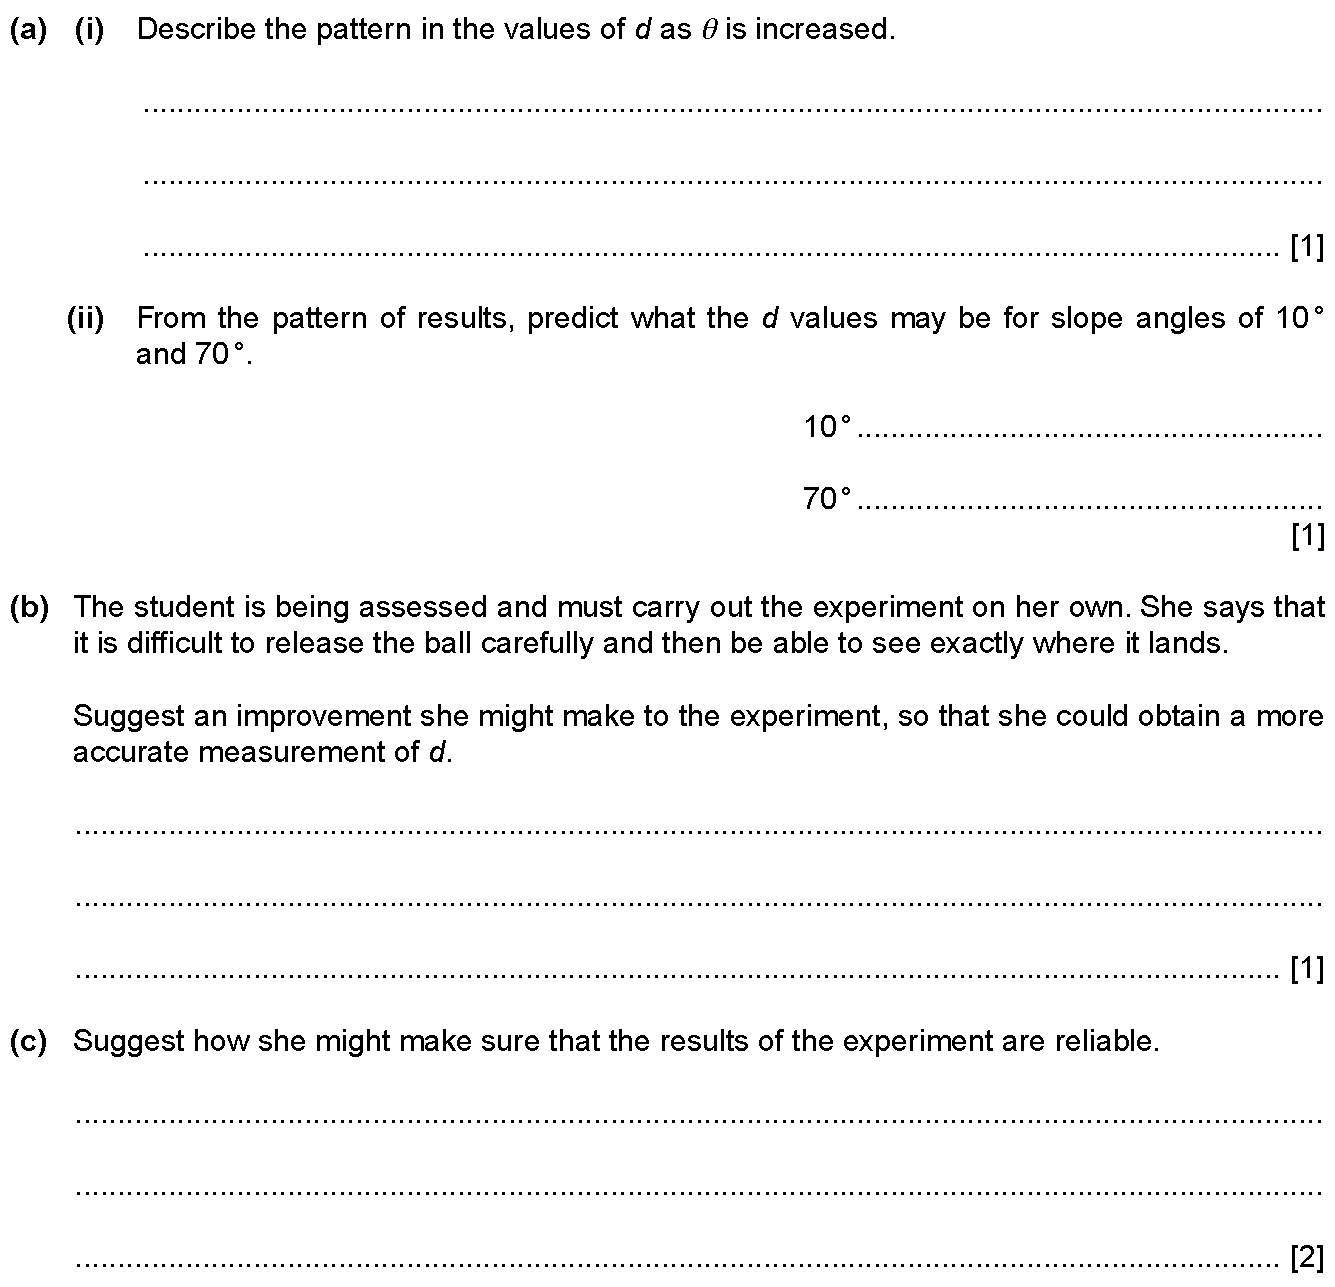 (a) (i) Describe the pattern in the values of d as θ is increased.
..........................................................................................................................................
..........................................................................................................................................
.................................................................................................................................... [1]
(ii) From the pattern of results, predict what the d values may be for slope angles of 10°
and 70°.
10° .......................................................
70° .......................................................
[1]
(b) The student is being assessed and must carry out the experiment on her own. She says that
it is difficult to release the ball carefully and then be able to see exactly where it lands.
Suggest an improvement she might make to the experiment, so that she could obtain a more
accurate measurement of d.
..................................................................................................................................................
..................................................................................................................................................
............................................................................................................................................ [1]
(c) Suggest how she might make sure that the results of the experiment are reliable.
..................................................................................................................................................
..................................................................................................................................................
............................................................................................................................................ [2]